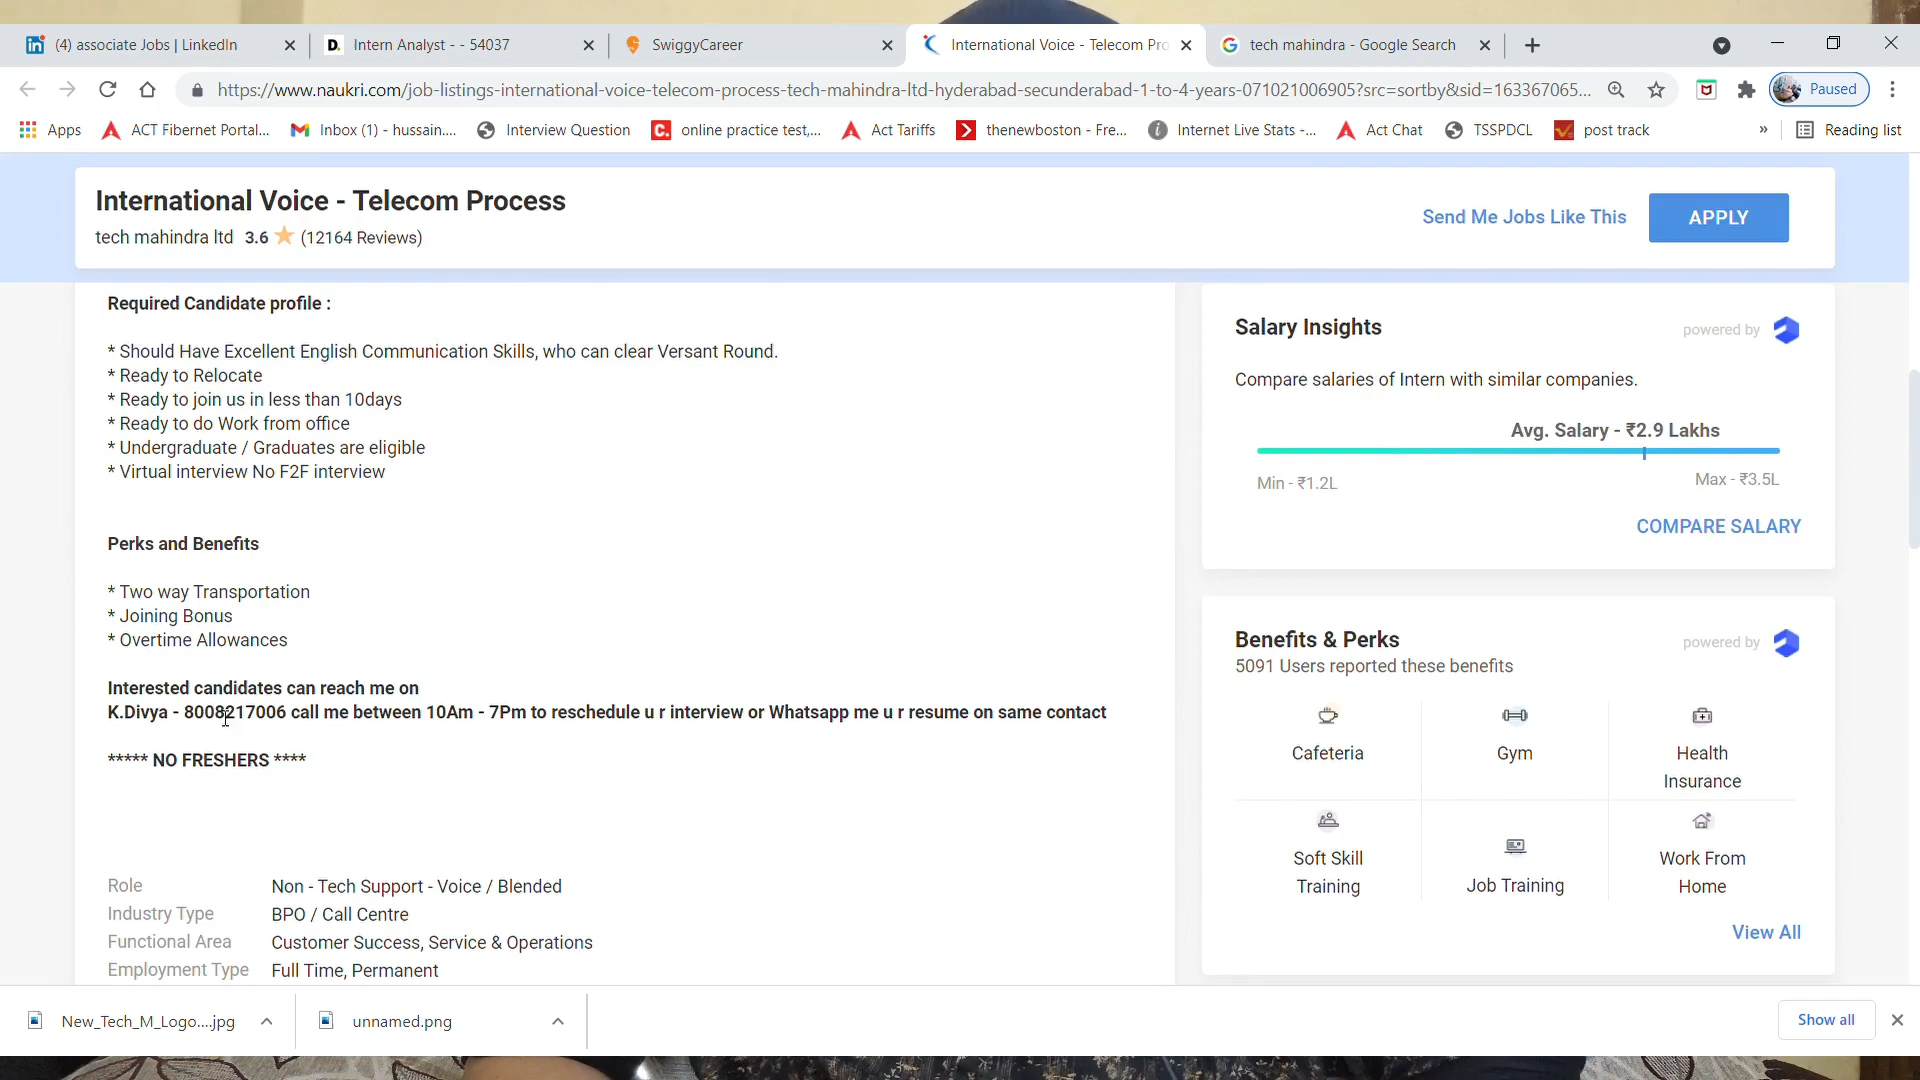 (4) associate Jobs | LinkedIn
Intern Analyst - - 54037
SwiggyCareer
International Voice - Telecom Pro
tech mahindra - Google Search
https://www.naukri.com/job-listings-international-voice-telecom-process-tech-mahindra-ltd-hyderabad-secunderabad-1-to-4-years-071021006905?src=sortby&sid=163367065...
Paused
Apps
ACT Fibernet Portal...
Inbox (1) - hussain....
Interview Question
online practice test,...
Act Tariffs
thenewboston - Fre...
Internet Live Stats -...
Act Chat
TSSPDCL
post track
»
Reading list
International Voice - Telecom Process
tech mahindra ltd 3.6 (12164 Reviews)
Send Me Jobs Like This
APPLY
Required Candidate profile :
* Should Have Excellent English Communication Skills, who can clear Versant Round.
* Ready to Relocate
* Ready to join us in less than 10days
* Ready to do Work from office
* Undergraduate / Graduates are eligible
* Virtual interview No F2F interview
Perks and Benefits
* Two way Transportation
* Joining Bonus
* Overtime Allowances
Interested candidates can reach me on
K.Divya - 8008217006 call me between 10Am - 7Pm to reschedule u r interview or Whatsapp me u r resume on same contact
***** NO FRESHERS ****
Role Non - Tech Support - Voice / Blended
Industry Type BPO / Call Centre
Functional Area Customer Success, Service & Operations
Employment Type Full Time, Permanent
Salary Insights
powered by
Compare salaries of Intern with similar companies.
Avg. Salary - ₹2.9 Lakhs
Min - ₹1.2L
Max - ₹3.5L
COMPARE SALARY
Benefits & Perks
powered by
5091 Users reported these benefits
Cafeteria
Gym
Health
Insurance
Soft Skill
Training
Job Training
Work From
Home
View All
New_Tech_M_Logo....jpg
unnamed.png
Show all